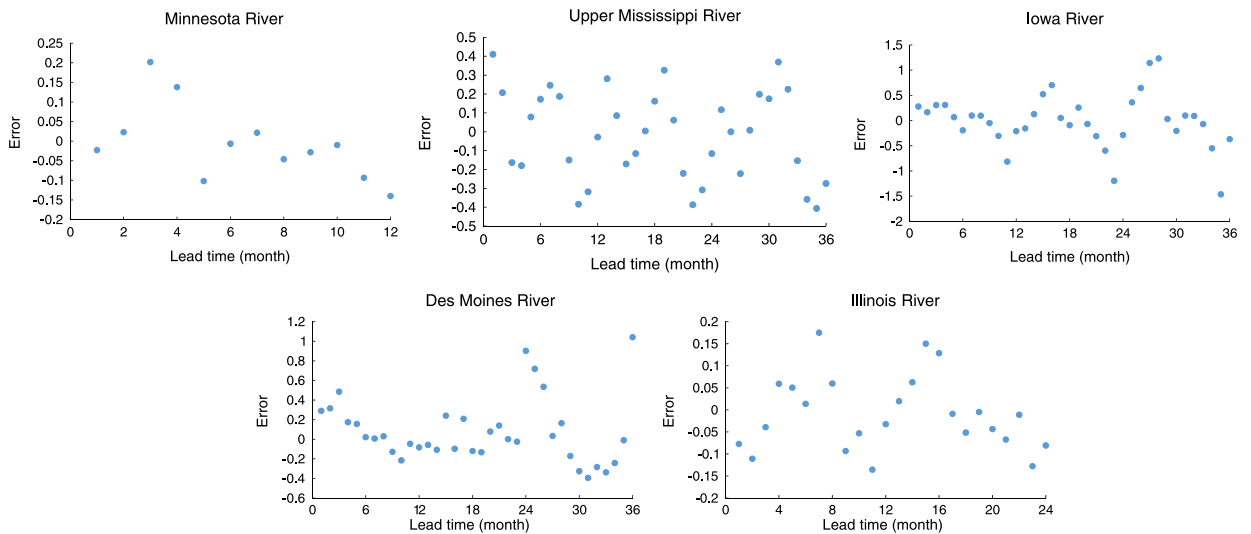 Minnesota River
0.25
0.2
0.15
0.1
0.05
0
-0.05
-0.1
-0.15
-0.2
Error
0 2 4 6 8 10 12
Lead time (month)
Upper Mississippi River
0.5
0.4
0.3
0.2
0.1
0
-0.1
-0.2
-0.3
-0.4
-0.5
Error
0 6 12 18 24 30 36
Lead time (month)
Iowa River
1.5
1
0.5
0
-0.5
-1
-1.5
-2
Error
0 6 12 18 24 30 36
Lead time (month)
Des Moines River
1.2
1
0.8
0.6
0.4
0.2
0
-0.2
-0.4
-0.6
Error
0 6 12 18 24 30 36
Lead time (month)
Illinois River
0.2
0.15
0.1
0.05
0
-0.05
-0.1
-0.15
-0.2
Error
0 4 8 12 16 20 24
Lead time (month)